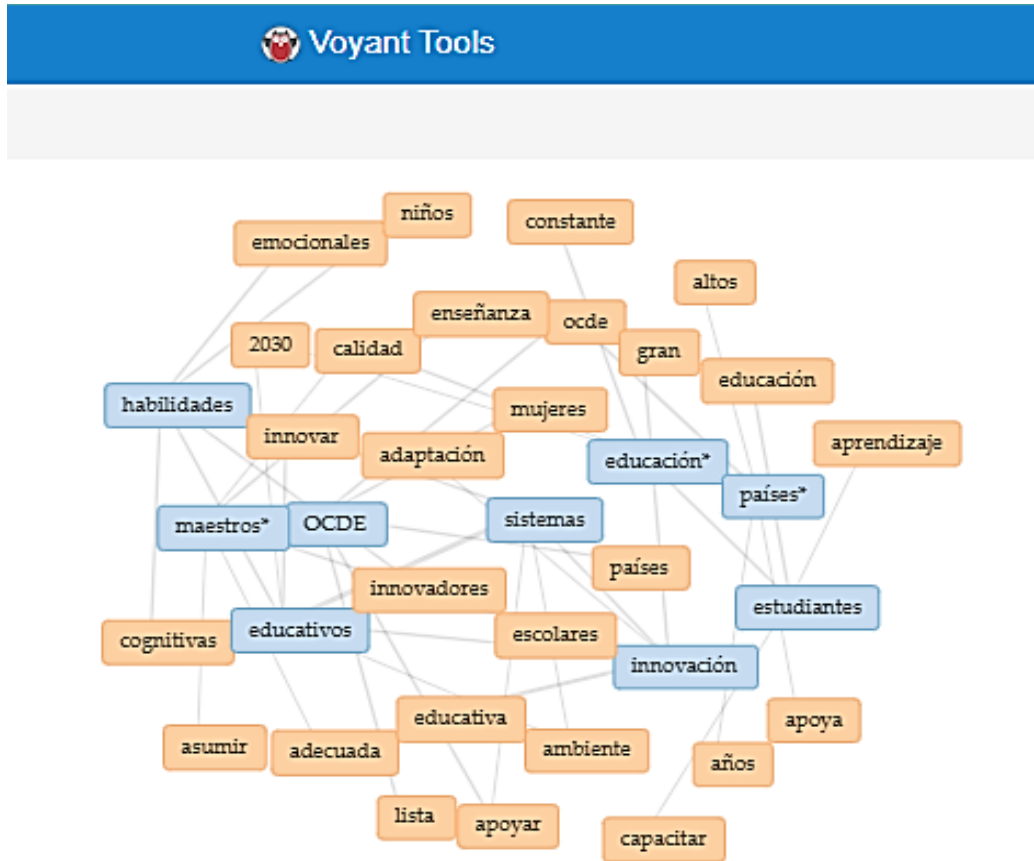 Voyant Tools
niños
emocionales
constante
altos
enseñanza
ocde
2030
calidad
gran
educación
habilidades
mujeres
innovar
adaptación
educación*
aprendizaje
países*
maestros*
OCDE
sistemas
países
innovadores
estudiantes
cognitivas
educativos
escolares
innovación
educativa
apoya
asumir
adecuada
ambiente
años
lista
apoyar
capacitar